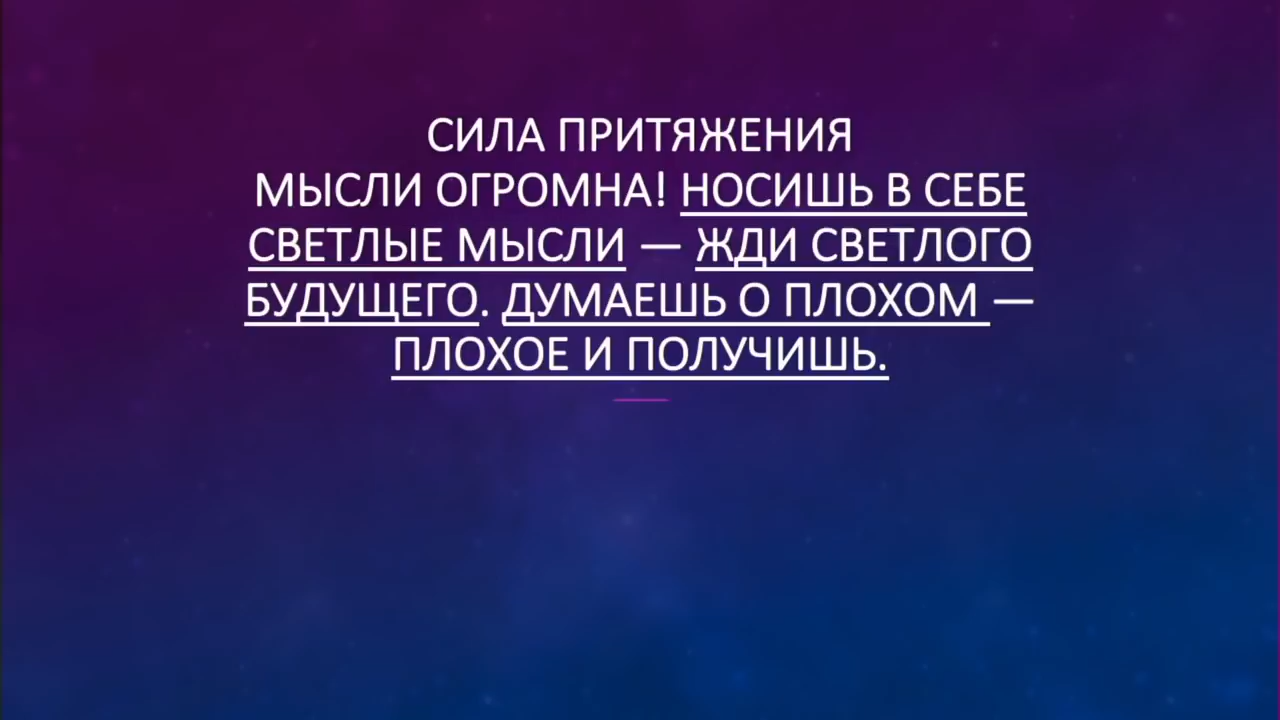 СИЛА ПРИТЯЖЕНИЯ
МЫСЛИ ОГРОМНА! НОСИШЬ В СЕБЕ
СВЕТЛЫЕ МЫСЛИ — ЖДИ СВЕТЛОГО
БУДУЩЕГО. ДУМАЕШЬ О ПЛОХОМ —
ПЛОХОЕ И ПОЛУЧИШЬ.